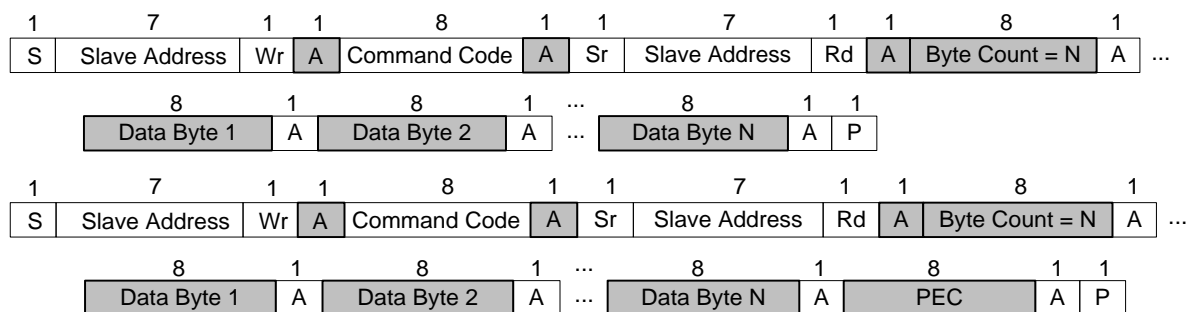 1 7 1 1 8 1 1 7 1 1 8 1
S Slave Address Wr A Command Code A Sr Slave Address Rd A Byte Count = N A ...
8 1 8 1 ... 8 1 1
Data Byte 1 A Data Byte 2 A ... Data Byte N A P
1 7 1 1 8 1 1 7 1 1 8 1
S Slave Address Wr A Command Code A Sr Slave Address Rd A Byte Count = N A ...
8 1 8 1 ... 8 1 8 1 1
Data Byte 1 A Data Byte 2 A ... Data Byte N A PEC A P